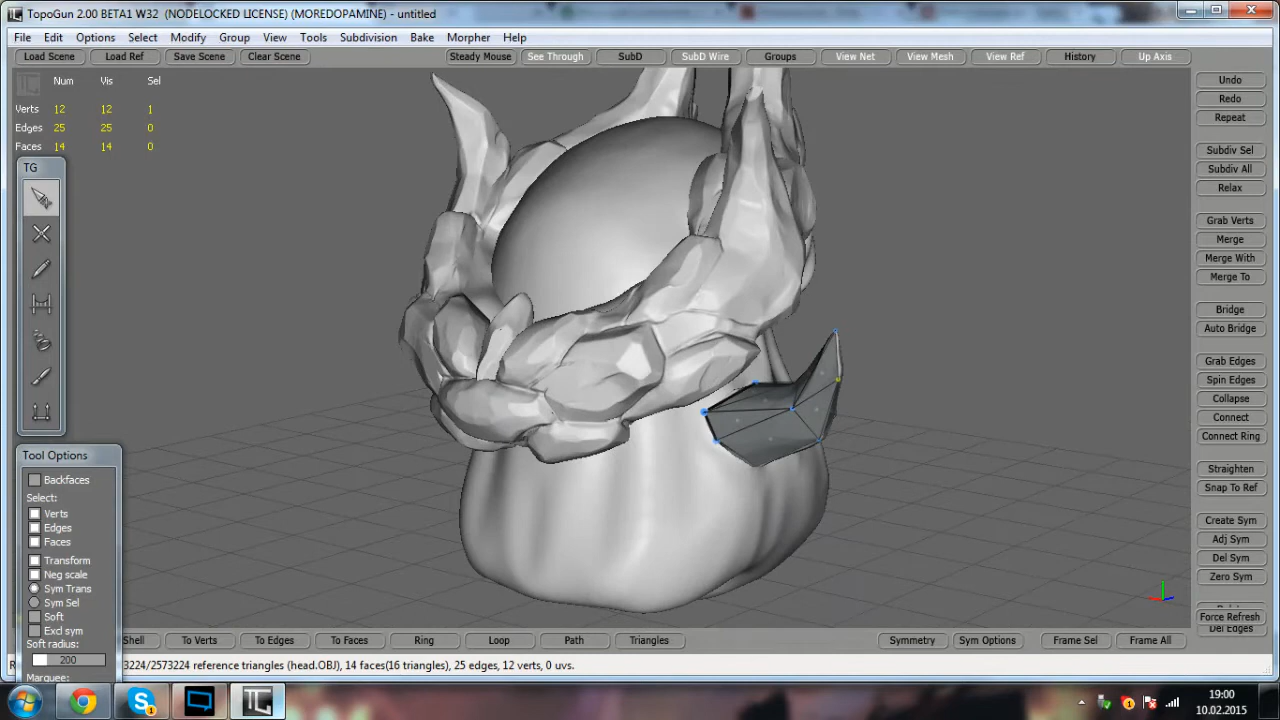 TopoGun 2.00 BETA1 W32 (NODELOCKED LICENSE) (MOREDOPAMINE) - untitled
File Edit Options Select Modify Group View Tools Subdivision Bake Morpher Help
Load Scene Load Ref Save Scene Clear Scene Steady Mouse See Through SubD SubD Wire Groups View Net View Mesh View Ref History Up Axis
Num Vis Sel
Verts 12 12 1
Edges 25 25 0
Faces 14 14 0
TG
Tool Options
Backfaces
Select:
Verts
Edges
Faces
Transform
Neg scale
Sym Trans
Sym Sel
Soft
Excl sym
Soft radius:
200
Marquee:
Undo
Redo
Repeat
Subdiv Sel
Subdiv All
Relax
Grab Verts
Merge
Merge With
Merge To
Bridge
Auto Bridge
Grab Edges
Spin Edges
Collapse
Connect
Connect Ring
Straighten
Snap To Ref
Create Sym
Adj Sym
Del Sym
Zero Sym
Force Refresh
Del Edges
Shell To Verts To Edges To Faces Ring Loop Path Triangles Symmetry Sym Options Frame Sel Frame All
3224/2573224 reference triangles (head.OBJ), 14 faces(16 triangles), 25 edges, 12 verts, 0 uvs.
19:00
10.02.2015